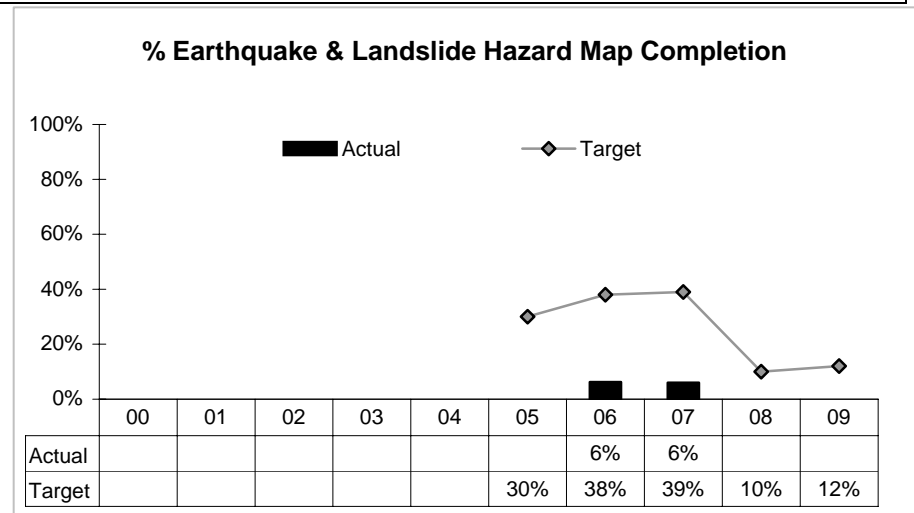 % Earthquake & Landslide Hazard Map Completion
100%
Actual Target
80%
60%
40%
20%
0%
00 01 02 03 04 05 06 07 08 09
Actual 6% 6%
Target 30% 38% 39% 10% 12%